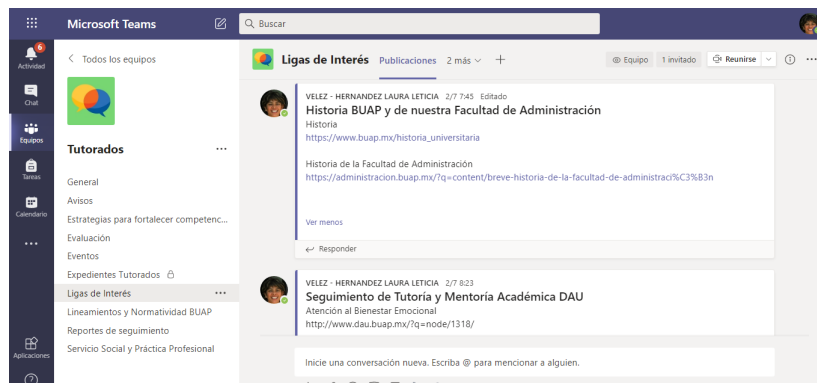 Microsoft Teams
Buscar
6
Actividad
Chat
Equipos
Tareas
Calendario
Aplicaciones
Todos los equipos
Tutorados
General
Avisos
Estrategias para fortalecer competenc...
Evaluación
Eventos
Expedientes Tutorados
Ligas de Interés
Lineamientos y Normatividad BUAP
Reportes de seguimiento
Servicio Social y Práctica Profesional
Ligas de Interés Publicaciones 2 más
Equipo 1 invitado Reunirse
VELEZ - HERNANDEZ LAURA LETICIA 2/7 7:45 Editado
Historia BUAP y de nuestra Facultad de Administración
Historia
https://www.buap.mx/historia_universitaria
Historia de la Facultad de Administración
https://administracion.buap.mx/?q=content/breve-historia-de-la-facultad-de-administraci%C3%B3n
Ver menos
Responder
VELEZ - HERNANDEZ LAURA LETICIA 2/7 8:23
Seguimiento de Tutoría y Mentoría Académica DAU
Atención al Bienestar Emocional
http://www.dau.buap.mx/?q=node/1318/
Inicie una conversación nueva. Escriba @ para mencionar a alguien.